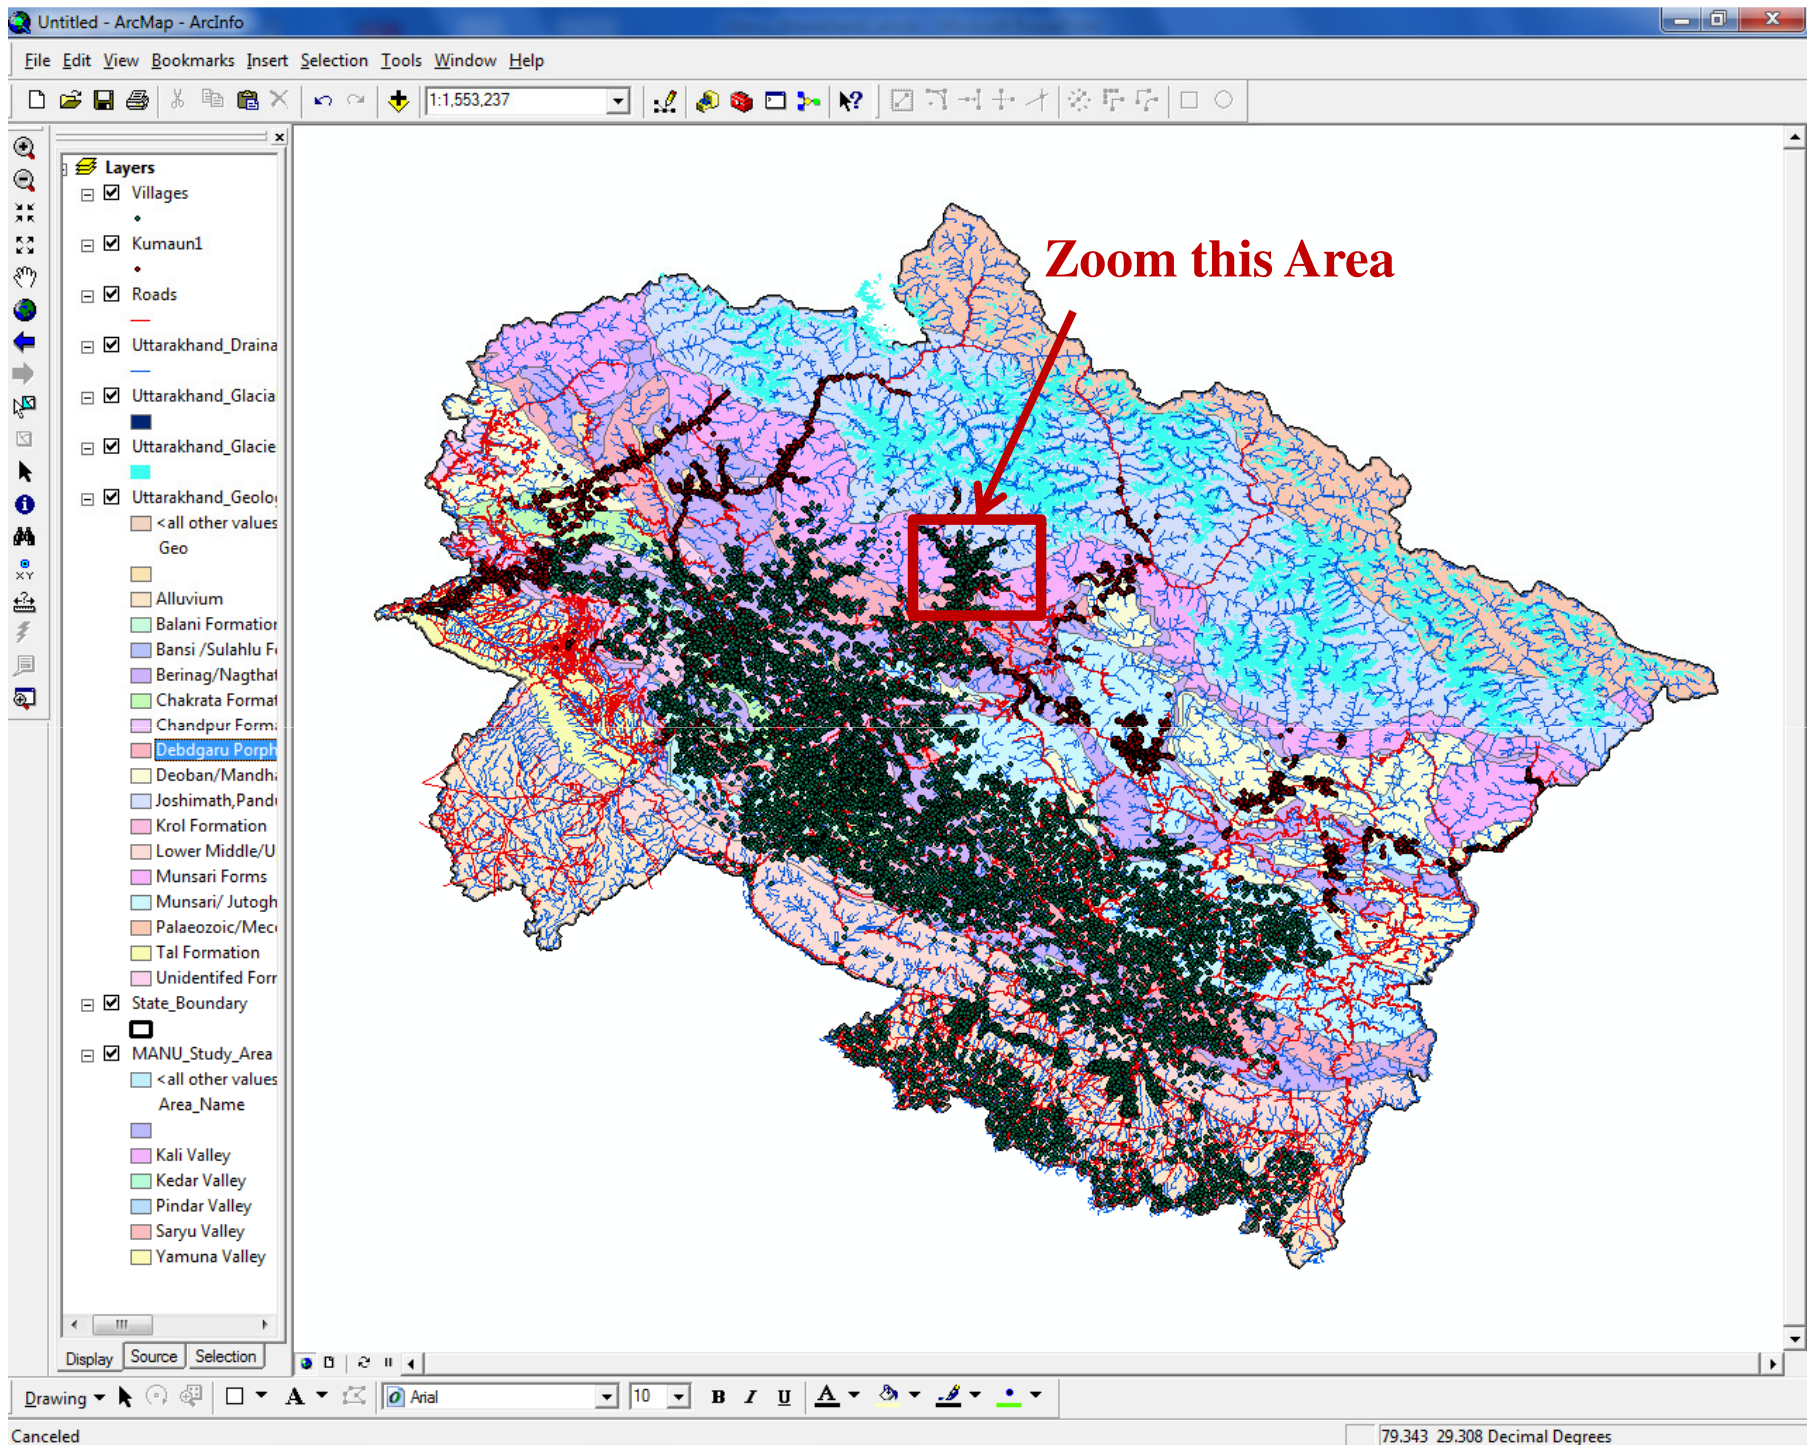 Untitled - ArcMap - ArcInfo
File Edit View Bookmarks Insert Selection Tools Window Help
1:1,553,237
Layers
Villages
Kumaun1
Roads
Uttarakhand_Draina
Uttarakhand_Glacia
Uttarakhand_Glacie
Uttarakhand_Geolo
<all other values
Geo
Alluvium
Balani Formation
Bansi /Sulahlu F
Berinag/Nagthat
Chakrata Format
Chandpur Forma
Debdgaru Porph
Deoban/Mandha
Joshimath,Pandu
Krol Formation
Lower Middle/U
Munsari Forms
Munsari/ Jutogh
Palaeozoic/Meco
Tal Formation
Unidentifed Forr
State_Boundary
MANU_Study_Area
<all other values
Area_Name
Kali Valley
Kedar Valley
Pindar Valley
Saryu Valley
Yamuna Valley
Zoom this Area
Display Source Selection
Drawing A Arial 10 B I U A
Canceled 79.343 29.308 Decimal Degrees